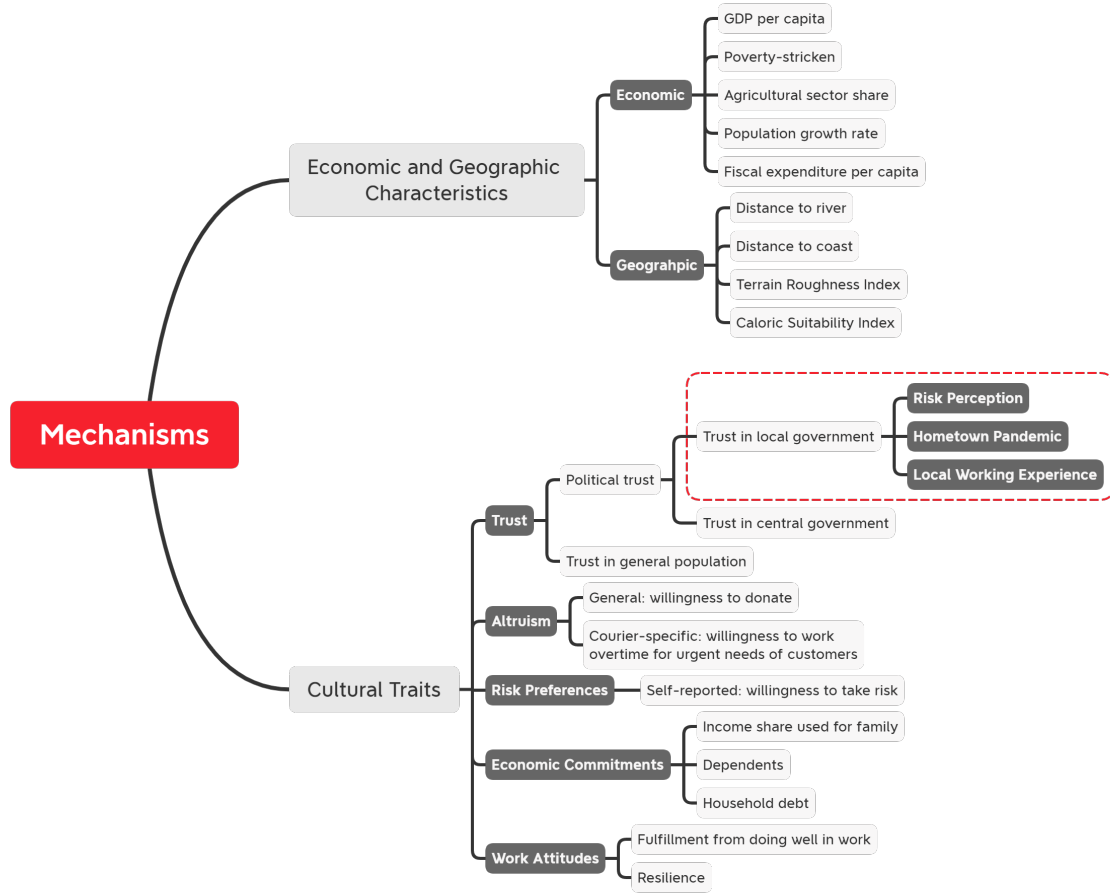 Mechanisms
Economic and Geographic
Characteristics
Economic
GDP per capita
Poverty-stricken
Agricultural sector share
Population growth rate
Fiscal expenditure per capita
Geograhpic
Distance to river
Distance to coast
Terrain Roughness Index
Caloric Suitability Index
Cultural Traits
Trust
Political trust
Trust in local government
Risk Perception
Hometown Pandemic
Local Working Experience
Trust in central government
Trust in general population
Altruism
General: willingness to donate
Courier-specific: willingness to work
overtime for urgent needs of customers
Risk Preferences
Self-reported: willingness to take risk
Economic Commitments
Income share used for family
Dependents
Household debt
Work Attitudes
Fulfillment from doing well in work
Resilience